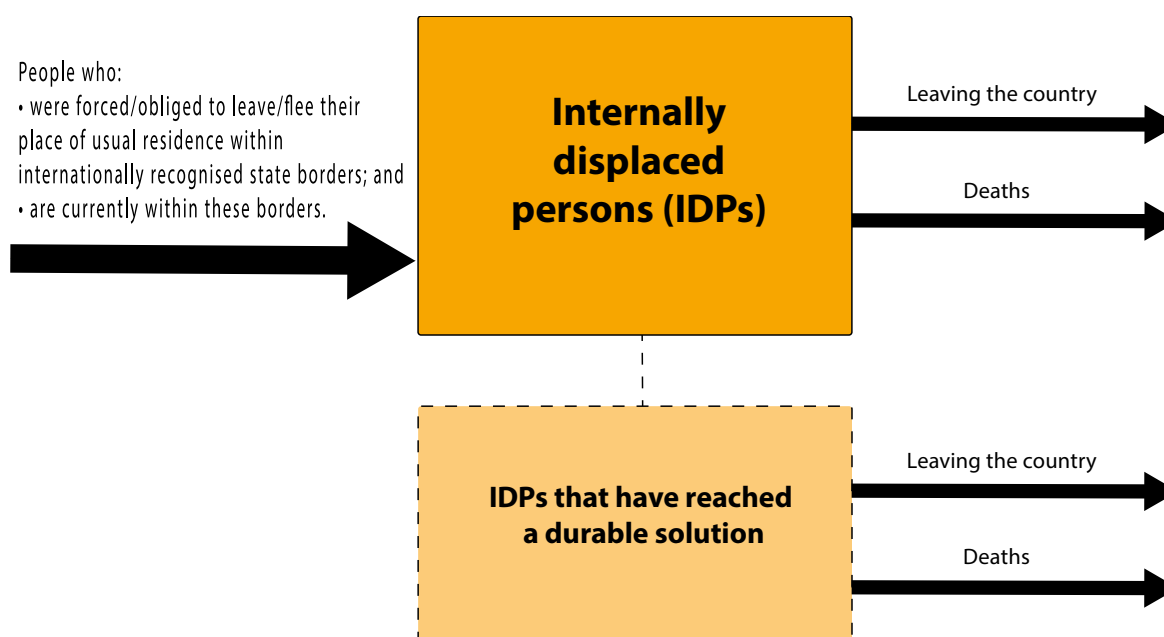 People who:
• were forced/obliged to leave/flee their
place of usual residence within
internationally recognised state borders; and
• are currently within these borders.
Internally
displaced
persons (IDPs)
Leaving the country
Deaths
IDPs that have reached
a durable solution
Leaving the country
Deaths